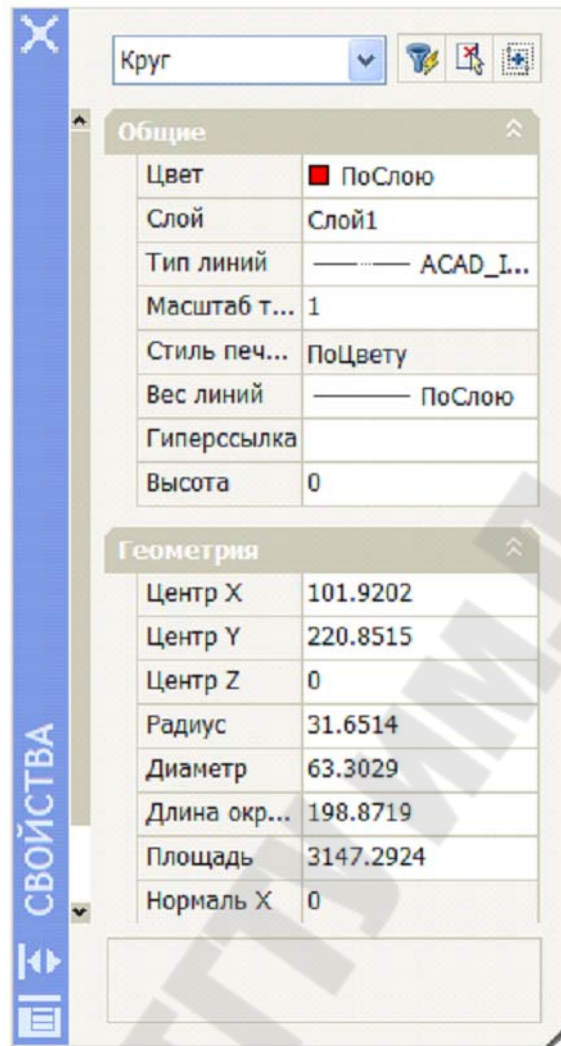 Круг
Общие
Цвет ПоСлою
Слой Слой1
Тип линий ACAD_I...
Масштаб т... 1
Стиль печ... ПоЦвету
Вес линий ПоСлою
Гиперссылка
Высота 0
Геометрия
Центр X 101.9202
Центр Y 220.8515
Центр Z 0
Радиус 31.6514
Диаметр 63.3029
Длина окр... 198.8719
Площадь 3147.2924
Нормаль X 0
СВОЙСТВА
ГГТУ ИМ.